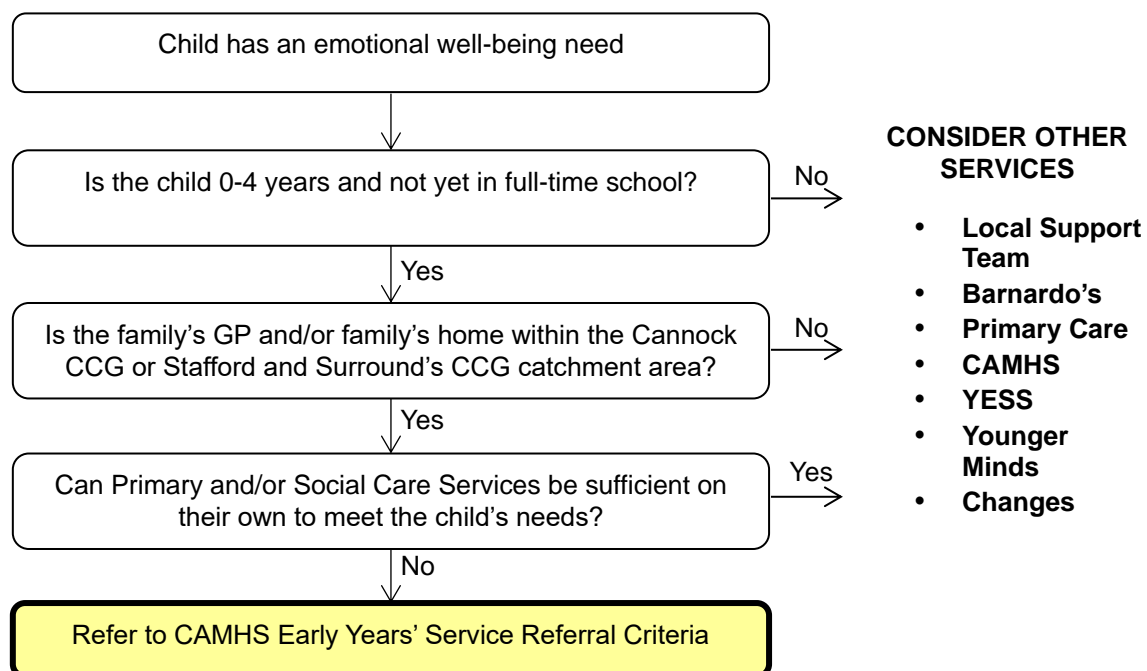 Child has an emotional well-being need
Is the child 0-4 years and not yet in full-time school?
No
Yes
Is the family’s GP and/or family’s home within the Cannock
CCG or Stafford and Surround’s CCG catchment area?
No
Yes
Can Primary and/or Social Care Services be sufficient on
their own to meet the child’s needs?
Yes
No
Refer to CAMHS Early Years’ Service Referral Criteria
CONSIDER OTHER
SERVICES
• Local Support
Team
• Barnardo’s
• Primary Care
• CAMHS
• YESS
• Younger
Minds
• Changes